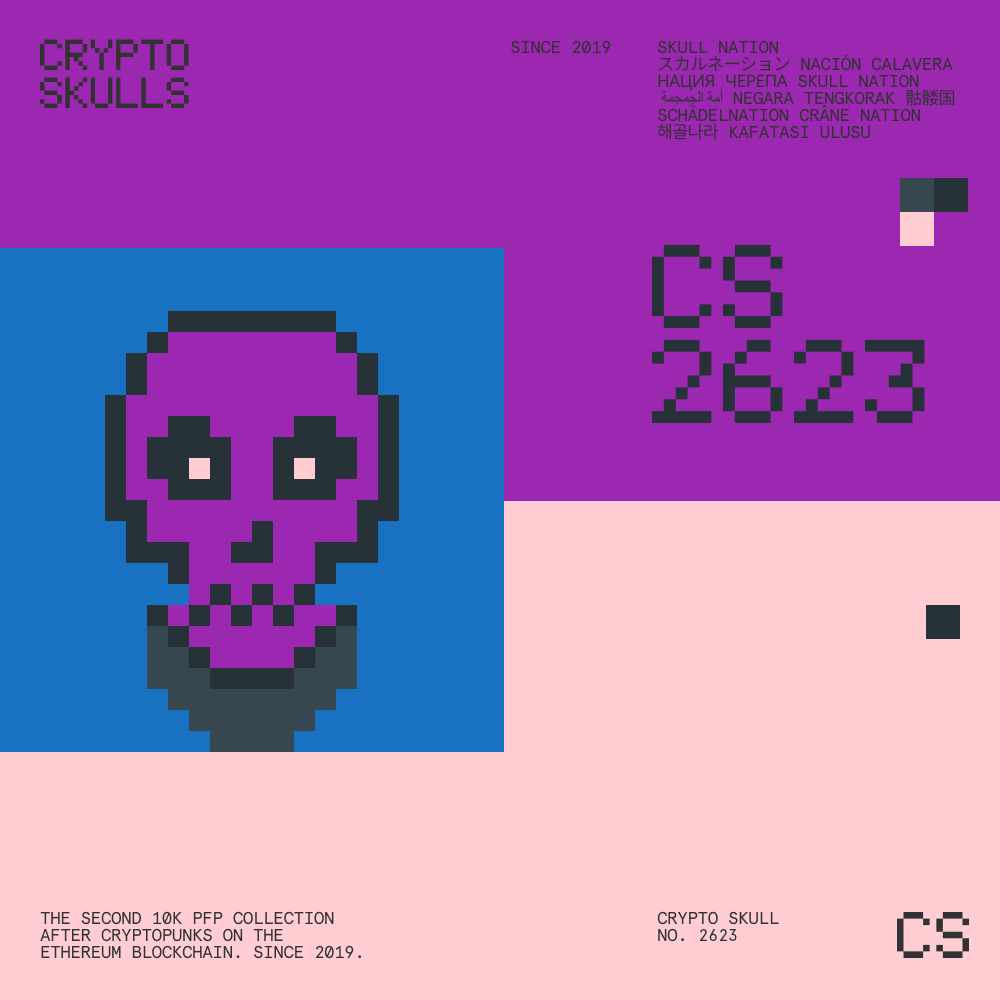 CRYPTO
SKULLS
SINCE 2019
SKULL NATION
スカルネーション NACIÓN CALAVERA
НАЦИЯ ЧЕРЕПА SKULL NATION
أمة الجمجمة NEGARA TENGKORAK 骷髅国
SCHÄDELNATION CRÂNE NATION
해골나라 KAFATASI ULUSU
CS
2623
THE SECOND 10K PFP COLLECTION
AFTER CRYPTOPUNKS ON THE
ETHEREUM BLOCKCHAIN. SINCE 2019.
CRYPTO SKULL
NO. 2623
CS